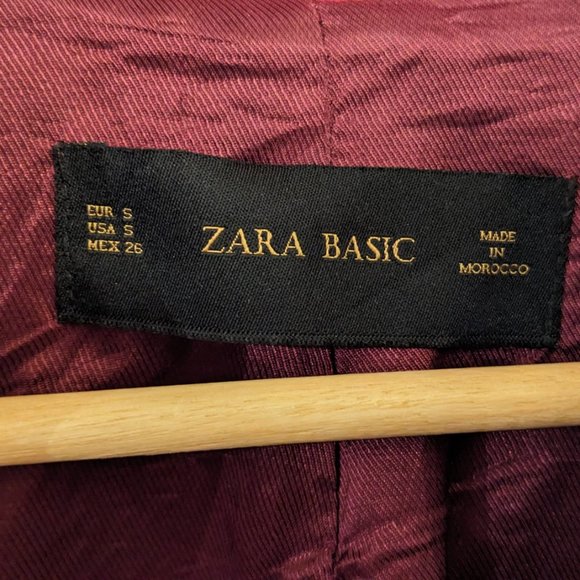 EUR S
USA S
MEX 26
ZARA BASIC
MADE
IN
MOROCCO